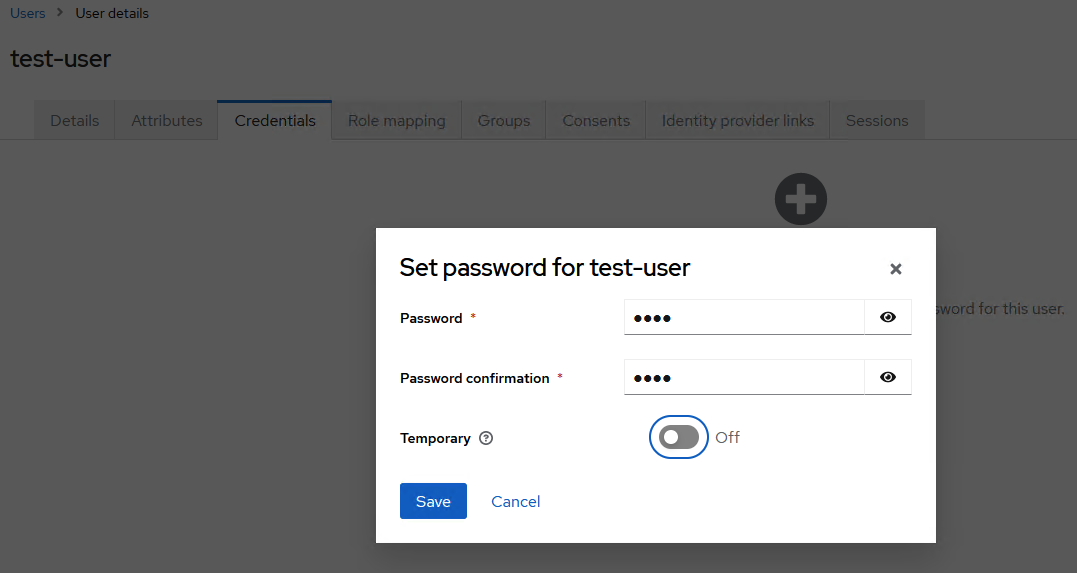 Users > User details
test-user
Details Attributes Credentials Role mapping Groups Consents Identity provider links Sessions
Set password for test-user
Password *
●●●●
sword for this user.
Password confirmation *
●●●●
Temporary ?
Off
Save Cancel